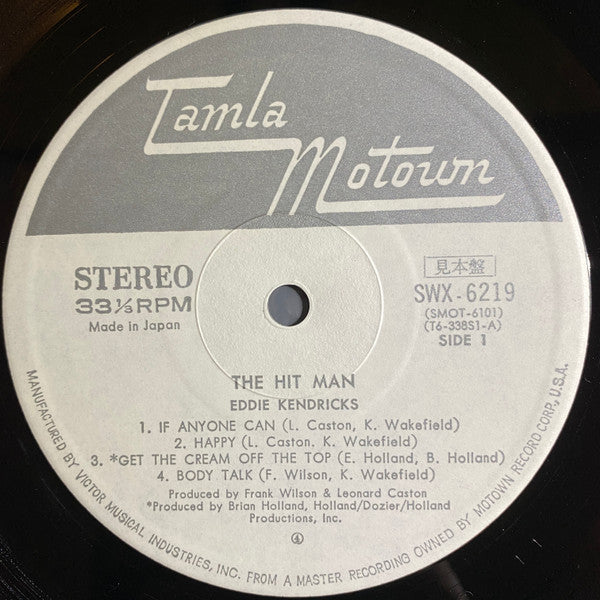 Tamla
Motown
STEREO
33⅓RPM
Made in Japan
見本盤
SWX-6219
(SMOT-6101)
(T6-338S1-A)
SIDE 1
THE HIT MAN
EDDIE KENDRICKS
1. IF ANYONE CAN (L. Caston, K. Wakefield)
2. HAPPY (L. Caston, K. Wakefield)
3. *GET THE CREAM OFF THE TOP (E. Holland, B. Holland)
4. BODY TALK (F. Wilson, K. Wakefield)
Produced by Frank Wilson & Leonard Caston
*Produced by Brian Holland, Holland/Dozier/Holland
Productions, Inc.
④
MANUFACTURED BY VICTOR MUSICAL INDUSTRIES, INC. FROM A MASTER RECORDING OWNED BY MOTOWN RECORD CORP., U.S.A.